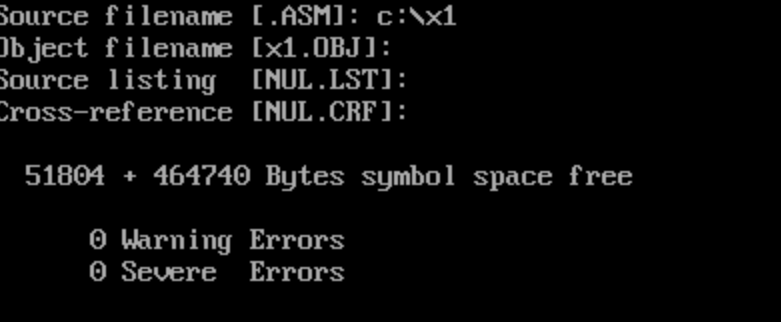 Source filename [.ASM]: c:\x1
Object filename [x1.OBJ]:
Source listing  [NUL.LST]:
Cross-reference [NUL.CRF]:
51804 + 464740 Bytes symbol space free
0 Warning Errors
0 Severe  Errors